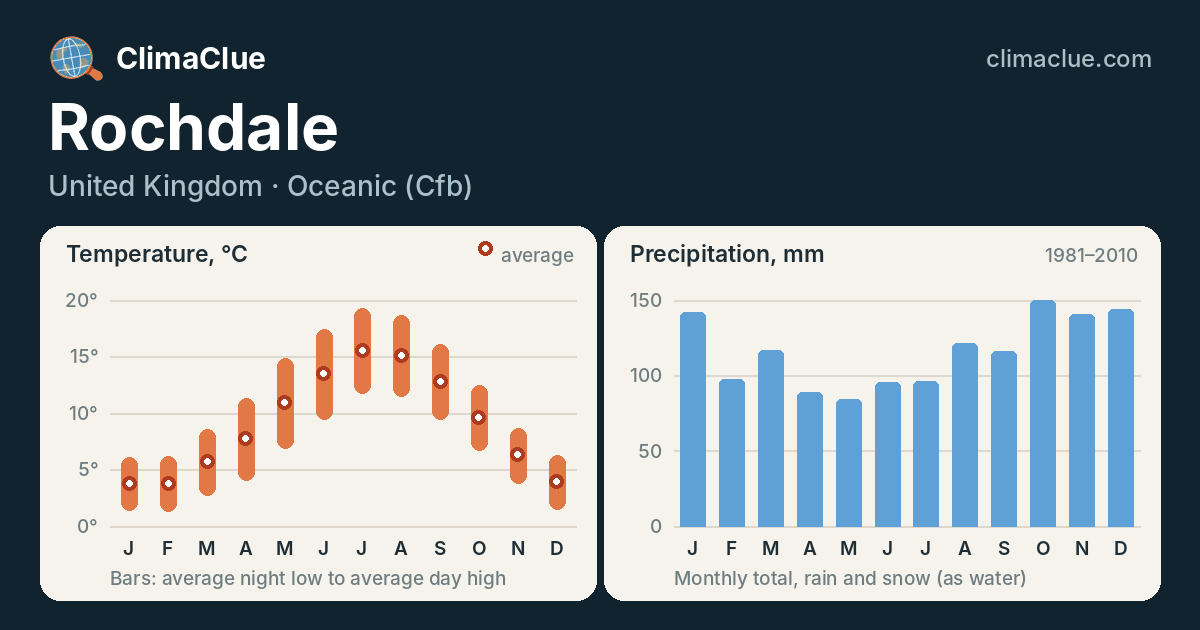 ClimaClue
climaclue.com
Rochdale
United Kingdom · Oceanic (Cfb)
Temperature, °C
average
20°
15°
10°
5°
0°
J F M A M J J A S O N D
Bars: average night low to average day high
Precipitation, mm
1981–2010
150
100
50
0
J F M A M J J A S O N D
Monthly total, rain and snow (as water)